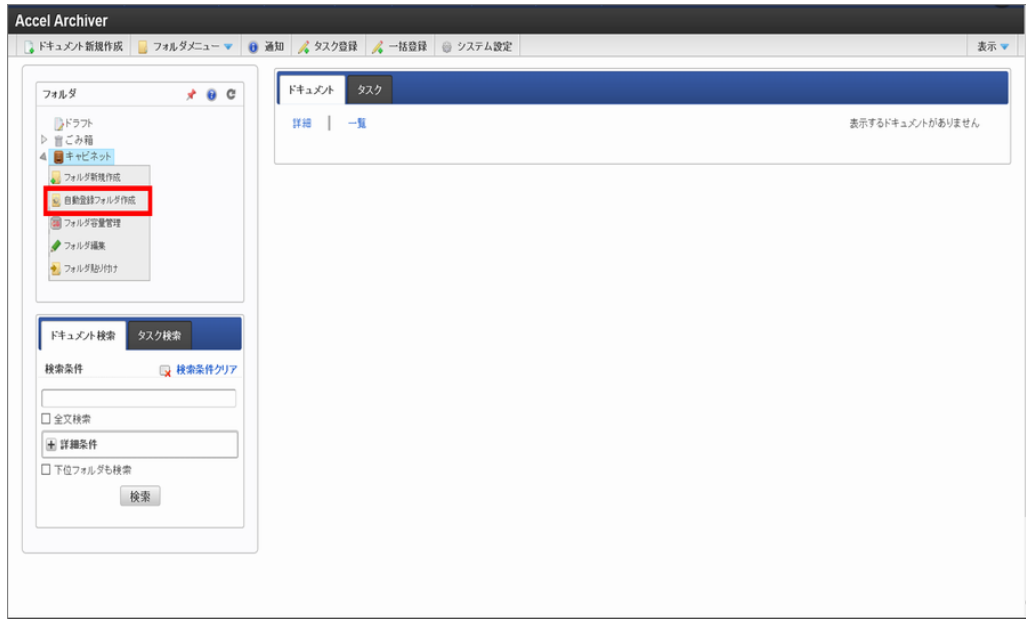 Accel Archiver
ドキュメント新規作成 フォルダメニュー 通知 タスク登録 一括登録 システム設定 表示
フォルダ
ドラフト
ごみ箱
キャビネット
フォルダ新規作成
自動登録フォルダ作成
フォルダ容量管理
フォルダ編集
フォルダ貼り付け
ドキュメント検索 タスク検索
検索条件 検索条件クリア
全文検索
詳細条件
下位フォルダも検索
検索
ドキュメント タスク
詳細 | 一覧 表示するドキュメントがありません